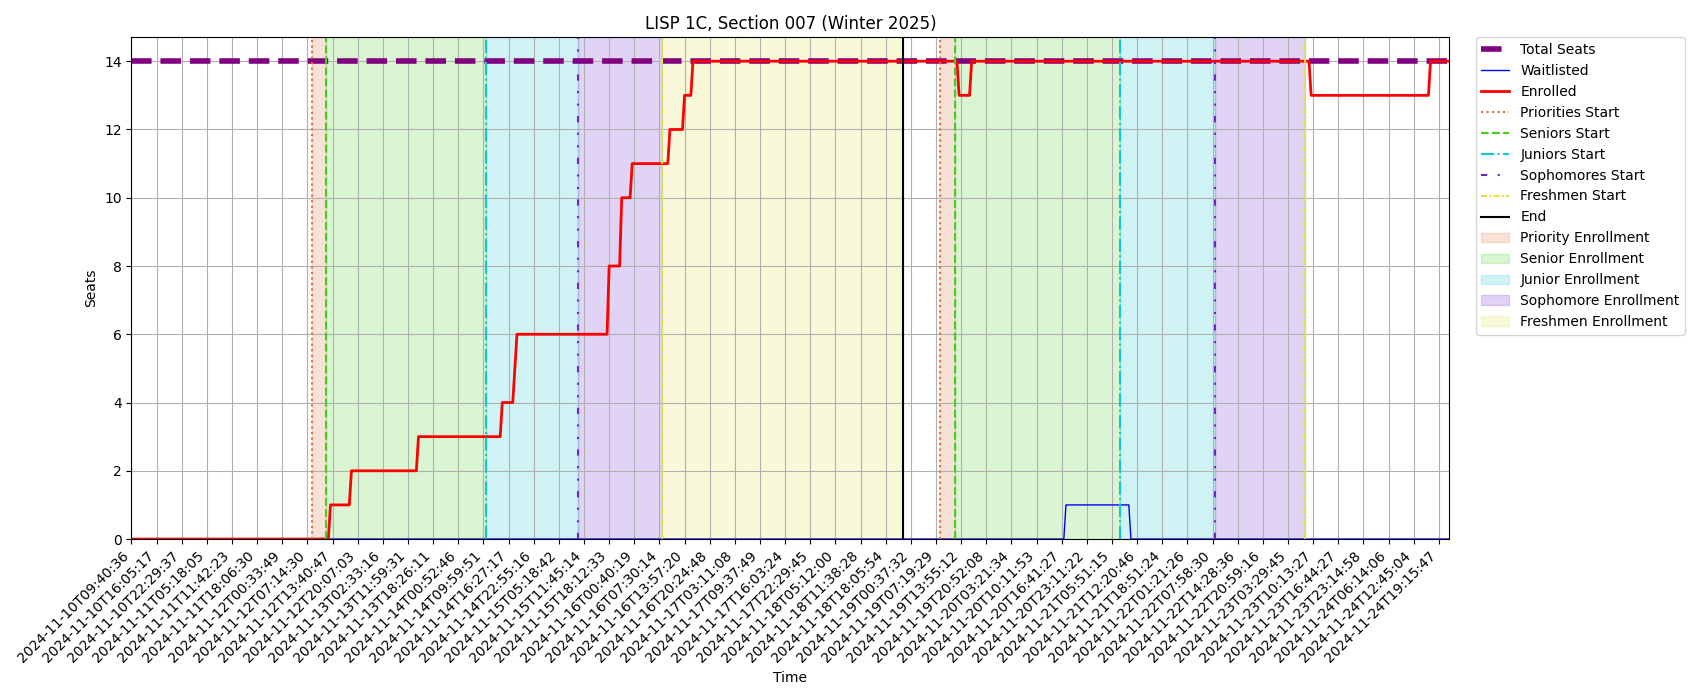 LISP 1C, Section 007 (Winter 2025)
Seats
14
12
10
8
6
4
2
0
2024-11-10T09:40:36
2024-11-10T16:05:17
2024-11-10T22:29:37
2024-11-11T05:18:05
2024-11-11T11:42:23
2024-11-11T18:06:30
2024-11-12T00:33:49
2024-11-12T07:14:30
2024-11-12T13:40:47
2024-11-12T20:07:03
2024-11-13T02:33:16
2024-11-13T11:59:31
2024-11-13T18:26:11
2024-11-14T00:52:46
2024-11-14T09:59:51
2024-11-14T16:27:17
2024-11-14T22:55:16
2024-11-15T05:18:42
2024-11-15T11:45:14
2024-11-15T18:12:33
2024-11-16T00:40:19
2024-11-16T07:30:14
2024-11-16T13:57:20
2024-11-16T20:24:48
2024-11-17T03:11:08
2024-11-17T09:37:49
2024-11-17T16:03:24
2024-11-17T22:29:45
2024-11-18T05:12:00
2024-11-18T11:38:28
2024-11-18T18:05:54
2024-11-19T00:37:32
2024-11-19T07:19:29
2024-11-19T13:55:12
2024-11-19T20:52:08
2024-11-20T03:21:34
2024-11-20T10:11:53
2024-11-20T16:41:27
2024-11-20T23:11:22
2024-11-21T05:51:15
2024-11-21T12:20:46
2024-11-21T18:51:24
2024-11-22T01:21:26
2024-11-22T07:58:30
2024-11-22T14:28:36
2024-11-22T20:59:16
2024-11-23T03:29:45
2024-11-23T10:13:27
2024-11-23T16:44:27
2024-11-23T23:14:58
2024-11-24T06:14:06
2024-11-24T12:45:04
2024-11-24T19:15:47
Time
Total Seats
Waitlisted
Enrolled
Priorities Start
Seniors Start
Juniors Start
Sophomores Start
Freshmen Start
End
Priority Enrollment
Senior Enrollment
Junior Enrollment
Sophomore Enrollment
Freshmen Enrollment